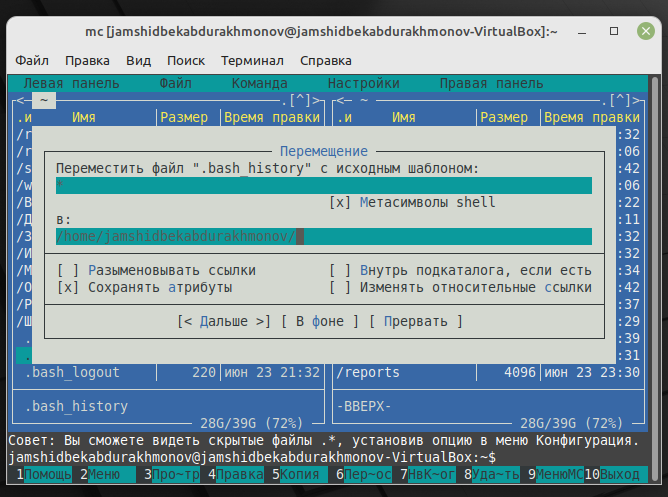 mc [jamshidbekabdurakhmonov@jamshidbekabdurakhmonov-VirtualBox]:~
Файл Правка Вид Поиск Терминал Справка
Левая панель Файл Команда Настройки Правая панель
<— ~ .[^]> <— ~ .[^]>
.и Имя Размер Время правки .и Имя Размер Время правки
/r :32
Перемещение
/r :06
/s Переместить файл ".bash_history" с исходным шаблоном: :42
/w * :06
/В [x] Метасимволы shell :22
/Д в: :11
/З /home/jamshidbekabdurakhmonov/ :32
/И :32
/М [ ] Разыменовывать ссылки [ ] Внутрь подкаталога, если есть :34
/О [x] Сохранять атрибуты [ ] Изменять относительные ссылки :42
/Р :37
/Ш [< Дальше >] [ В фоне ] [ Прервать ] :29
. :39
. :31
.bash_logout 220 июн 23 21:32 /reports 4096 июн 23 23:30
.bash_history -ВВЕРХ-
28G/39G (72%) 28G/39G (72%)
Совет: Вы сможете видеть скрытые файлы .*, установив опцию в меню Конфигурация.
jamshidbekabdurakhmonov@jamshidbekabdurakhmonov-VirtualBox:~$
1Помощь 2Меню 3Про~тр 4Правка 5Копия 6Пер~ос 7НвК~ог 8Уда~ть 9МенюМС 10Выход